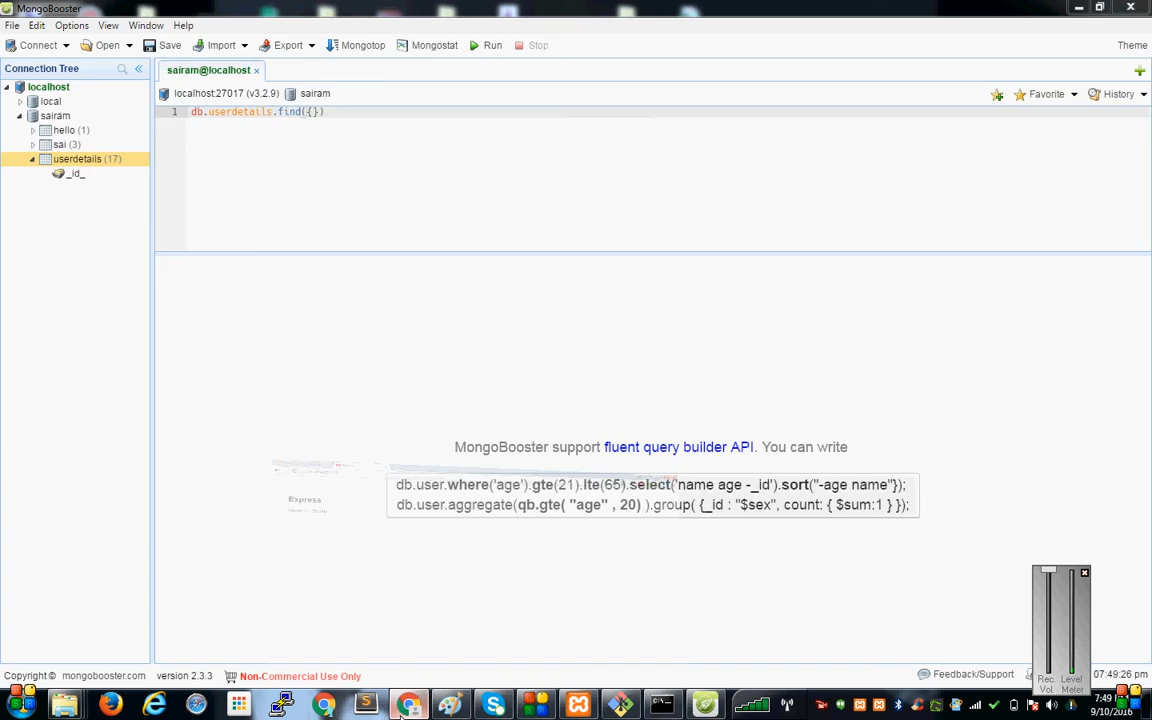 MongoBooster
File Edit Options View Window Help
Connect Open Save Import Export Mongotop Mongostat Run Stop Theme
Connection Tree
sairam@localhost
localhost
localhost:27017 (v3.2.9) sairam Favorite History
local
1 db.userdetails.find({})
sairam
hello (1)
sai (3)
userdetails (17)
_id_
MongoBooster support fluent query builder API. You can write
db.user.where('age').gte(21).lte(65).select('name age -_id').sort("-age name"});
db.user.aggregate(qb.gte( "age" , 20) ).group( {_id : "$sex", count: { $sum:1 } });
Express
Copyright © mongobooster.com version 2.3.3 Non-Commercial Use Only Feedback/Support 07:49:26 pm
Rec. Vol. Level Meter
7:49
9/10/2016